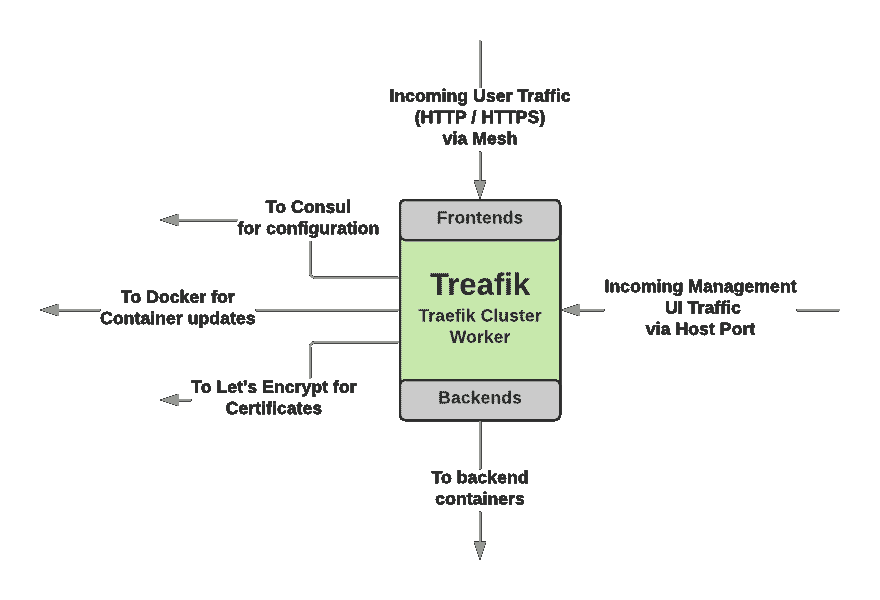 Incoming User Traffic
(HTTP / HTTPS)
via Mesh
To Consul
for configuration
Frontends
Treafik
Traefik Cluster
Worker
Incoming Management
UI Traffic
via Host Port
To Docker for
Container updates
To Let's Encrypt for
Certificates
Backends
To backend
containers